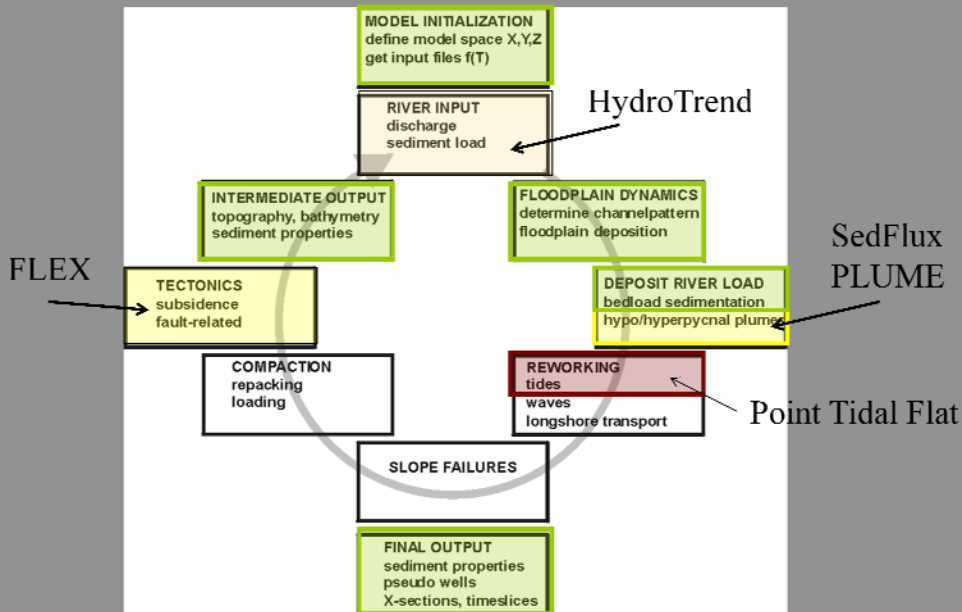 MODEL INITIALIZATION
define model space X,Y,Z
get input files f(T)
RIVER INPUT
discharge
sediment load
HydroTrend
INTERMEDIATE OUTPUT
topography, bathymetry
sediment properties
FLOODPLAIN DYNAMICS
determine channelpattern
floodplain deposition
FLEX
TECTONICS
subsidence
fault-related
DEPOSIT RIVER LOAD
bedload sedimentation
hypo/hyperpycnal plumes
SedFlux
PLUME
COMPACTION
repacking
loading
REWORKING
tides
waves
longshore transport
Point Tidal Flat
SLOPE FAILURES
FINAL OUTPUT
sediment properties
pseudo wells
X-sections, timeslices